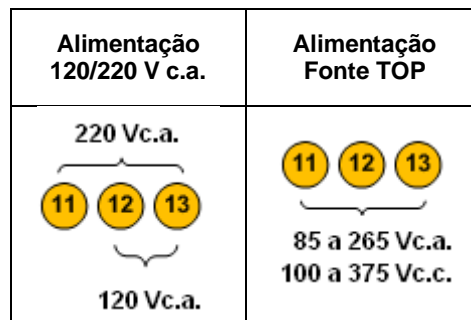 Alimentação
120/220 V c.a.
Alimentação
Fonte TOP
220 Vc.a.
11 12 13
120 Vc.a.
11 12 13
85 a 265 Vc.a.
100 a 375 Vc.c.